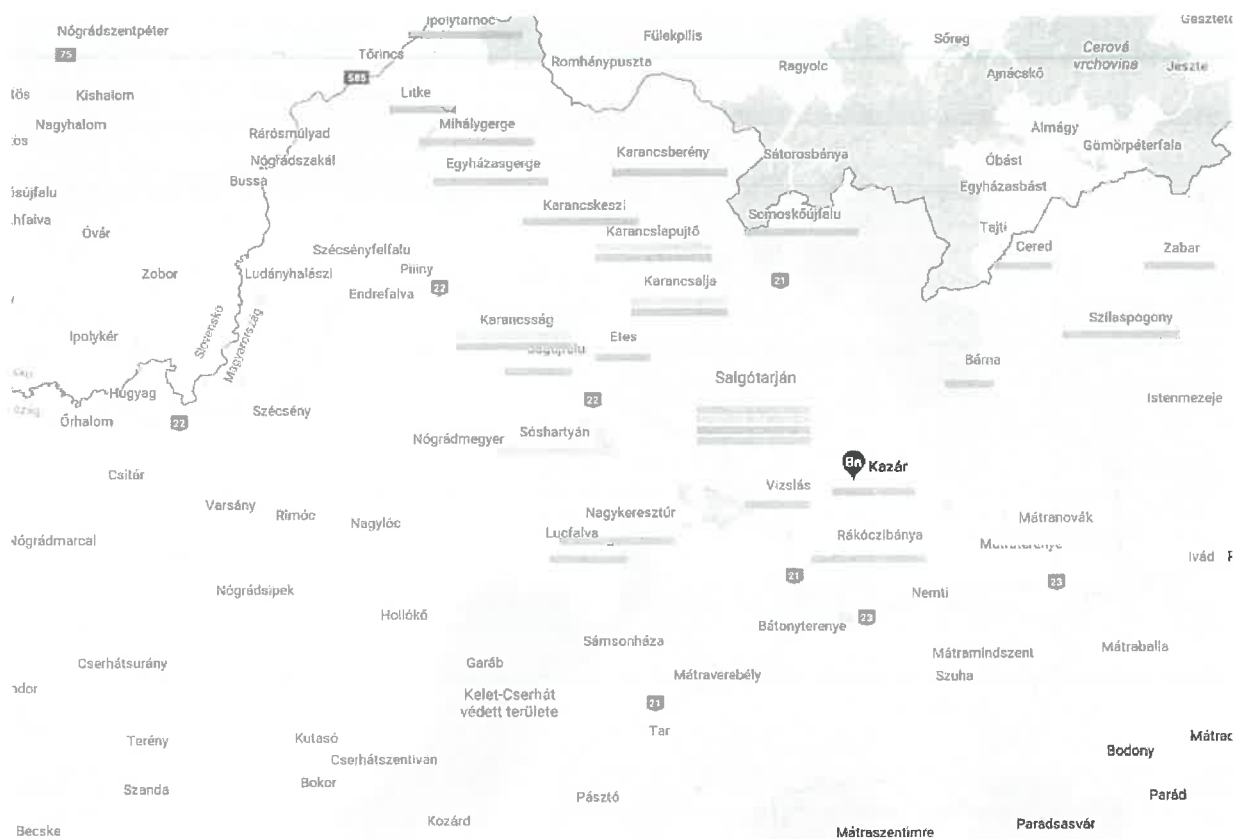 Ipolytarnóc
Nógrádszentpéter
Fülekpilis
Sőreg
Cerová
vrchovina
75
Tőrincs
Romhánypuszta
Ragyolc
Ajnácskő
Jeszte
585
Kishalom
Litke
Nagyhalom
Rárósmúlyad
Mihálygerge
Almágy
Gömörpéterfala
Nógrádszakál
Egyházasgerge
Karancsberény
Sátorosbánya
Óbást
Bussa
Egyházasbást
Karancskeszi
Somoskőújfalu
Óvár
Karancslapujtő
Tajti
Szécsényfelfalu
Cered
Zabar
Zobor
Ludányhalászi
Piliny
22
Karancsalja
21
Endrefalva
Ipolykér
Slovensko
Magyarország
Karancsság
Etes
Szilaspogony
Bárna
Salgótarján
Hugyag
Istenmezeje
Őrhalom
22
Szécsény
22
Nógrádmegyer
Sóshartyán
Csitár
Kazár
Vizslás
Varsány
Rimóc
Nagylóc
Nagykeresztúr
Mátranovák
Nógrádmarcal
Lucfalva
Rákóczibánya
Ivád
21
23
Nógrádsipek
Nemti
Hollókő
23
Bátonyterenye
Sámsonháza
Cserhátsurány
Garáb
Mátramindszent
Mátraballa
Mátraverebély
Szuha
Kelet-Cserhát
védett területe
21
Tar
Terény
Kutasó
Bodony
Cserhátszentiván
Szanda
Bokor
Pásztó
Parád
Becske
Kozárd
Mátraszentimre
Parádsasvár